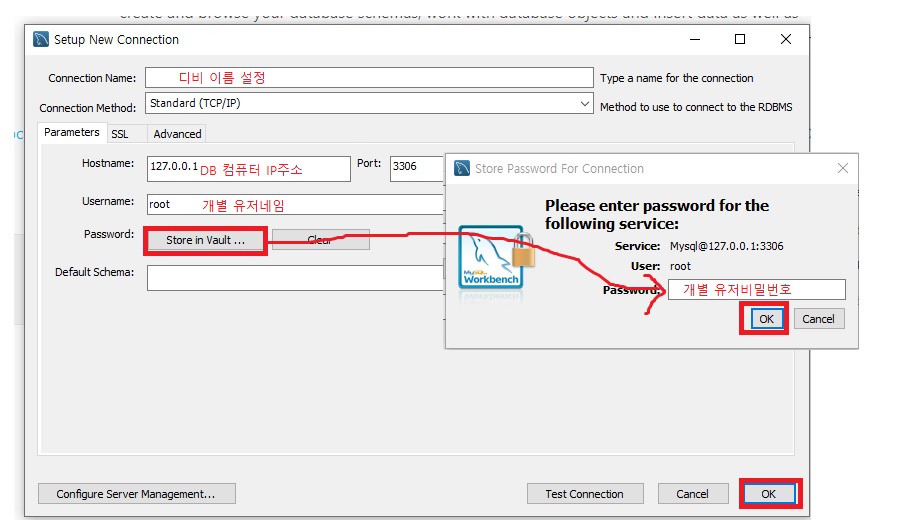 create and browse your database schemas, work with database objects and insert data as well as
Setup New Connection
Connection Name: 디비 이름 설정 Type a name for the connection
Connection Method: Standard (TCP/IP) Method to use to connect to the RDBMS
Parameters SSL Advanced
Hostname: 127.0.0.1 DB 컴퓨터 IP주소 Port: 3306
Username: root 개별 유저네임
Password: Store in Vault ... Clear
Default Schema:
Store Password For Connection
Please enter password for the
following service:
Service: Mysql@127.0.0.1:3306
User: root
Password: 개별 유저비밀번호
MySQL
Workbench
OK Cancel
Configure Server Management... Test Connection Cancel OK